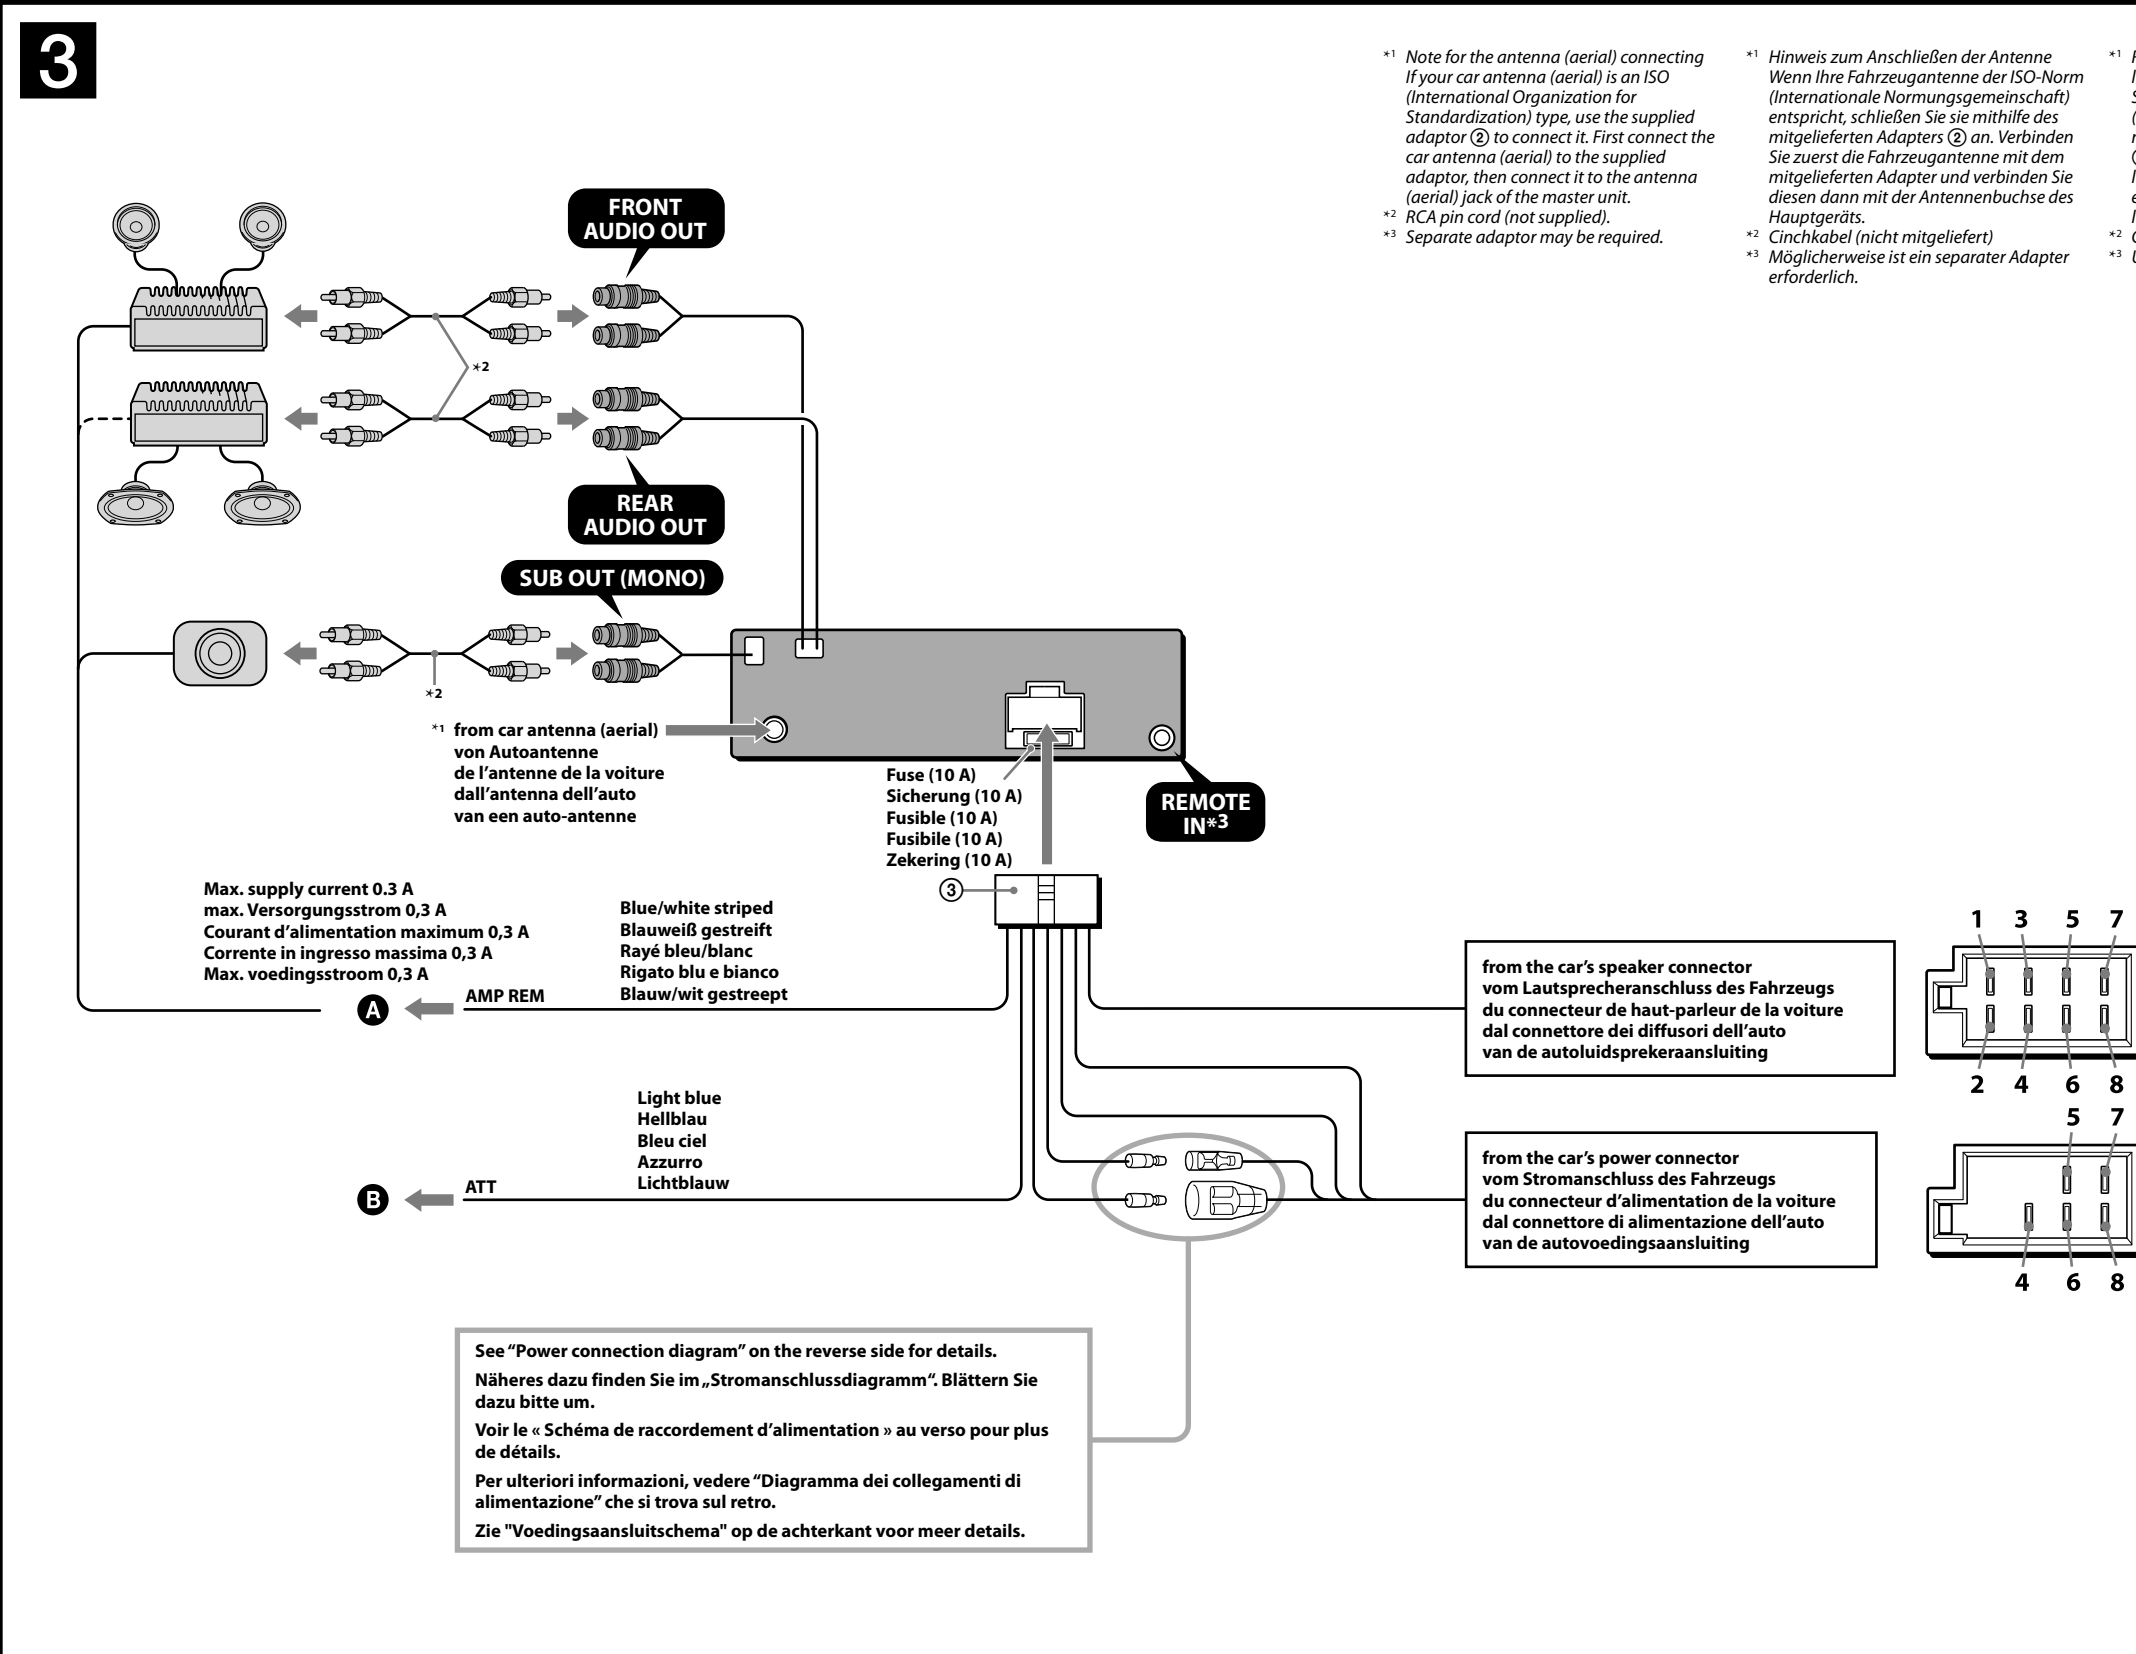 3
*1 Note for the antenna (aerial) connecting
If your car antenna (aerial) is an ISO
(International Organization for
Standardization) type, use the supplied
adaptor ② to connect it. First connect the
car antenna (aerial) to the supplied
adaptor, then connect it to the antenna
(aerial) jack of the master unit.
*2 RCA pin cord (not supplied).
*3 Separate adaptor may be required.
*1 Hinweis zum Anschließen der Antenne
Wenn Ihre Fahrzeugantenne der ISO-Norm
(Internationale Normungsgemeinschaft)
entspricht, schließen Sie sie mithilfe des
mitgelieferten Adapters ② an. Verbinden
Sie zuerst die Fahrzeugantenne mit dem
mitgelieferten Adapter und verbinden Sie
diesen dann mit der Antennenbuchse des
Hauptgeräts.
*2 Cinchkabel (nicht mitgeliefert)
*3 Möglicherweise ist ein separater Adapter
erforderlich.
*1
*2
*3
FRONT
AUDIO OUT
*2
REAR
AUDIO OUT
SUB OUT (MONO)
*2
*1 from car antenna (aerial)
von Autoantenne
de l'antenne de la voiture
dall'antenna dell'auto
van een auto-antenne
Fuse (10 A)
Sicherung (10 A)
Fusible (10 A)
Fusibile (10 A)
Zekering (10 A)
REMOTE
IN*3
③
Max. supply current 0.3 A
max. Versorgungsstrom 0,3 A
Courant d'alimentation maximum 0,3 A
Corrente in ingresso massima 0,3 A
Max. voedingsstroom 0,3 A
Blue/white striped
Blauweiß gestreift
Rayé bleu/blanc
Rigato blu e bianco
Blauw/wit gestreept
A
AMP REM
from the car's speaker connector
vom Lautsprecheranschluss des Fahrzeugs
du connecteur de haut-parleur de la voiture
dal connettore dei diffusori dell'auto
van de autoluidsprekeraansluiting
1 3 5 7
2 4 6 8
Light blue
Hellblau
Bleu ciel
Azzurro
Lichtblauw
B
ATT
from the car's power connector
vom Stromanschluss des Fahrzeugs
du connecteur d'alimentation de la voiture
dal connettore di alimentazione dell'auto
van de autovoedingsaansluiting
5 7
4 6 8
See “Power connection diagram” on the reverse side for details.
Näheres dazu finden Sie im „Stromanschlussdiagramm“. Blättern Sie
dazu bitte um.
Voir le « Schéma de raccordement d'alimentation » au verso pour plus
de détails.
Per ulteriori informazioni, vedere “Diagramma dei collegamenti di
alimentazione” che si trova sul retro.
Zie "Voedingsaansluitschema" op de achterkant voor meer details.